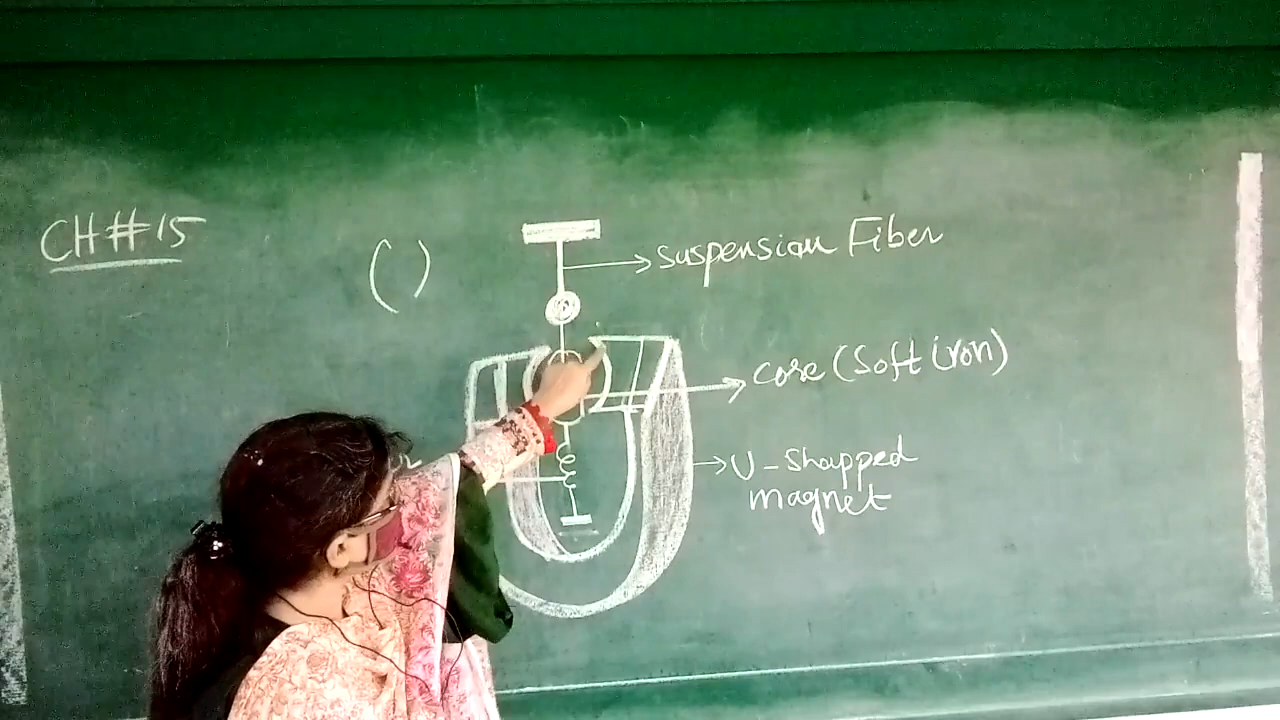 CH#15
( )
suspension Fiber
core (Soft iron)
U-shapped
magnet